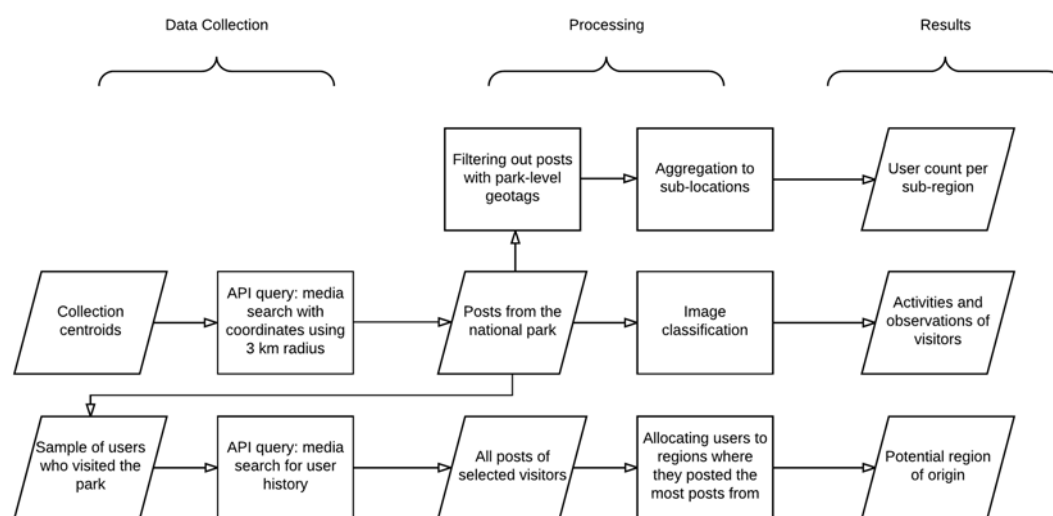 Data Collection
Processing
Results
Filtering out posts
with park-level
geotags
Aggregation to
sub-locations
User count per
sub-region
Collection
centroids
API query: media
search with
coordinates using
3 km radius
Posts from the
national park
Image
classification
Activities and
observations of
visitors
Sample of users
who visited the
park
API query: media
search for user
history
All posts of
selected visitors
Allocating users to
regions where
they posted the
most posts from
Potential region
of origin